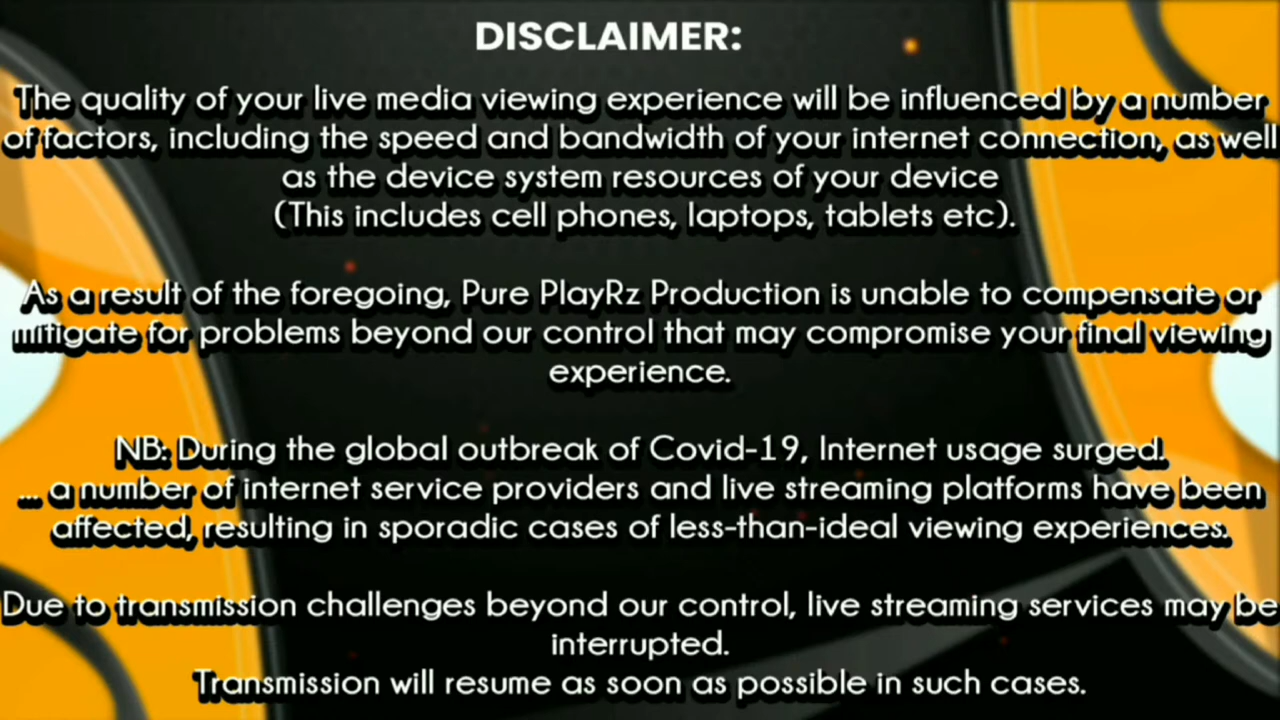 DISCLAIMER:
The quality of your live media viewing experience will be influenced by a number
of factors, including the speed and bandwidth of your internet connection, as well
as the device system resources of your device
(This includes cell phones, laptops, tablets etc).
As a result of the foregoing, Pure PlayRz Production is unable to compensate or
mitigate for problems beyond our control that may compromise your final viewing
experience.
NB: During the global outbreak of Covid-19, Internet usage surged!
... a number of internet service providers and live streaming platforms have been
affected, resulting in sporadic cases of less-than-ideal viewing experiences.
Due to transmission challenges beyond our control, live streaming services may be
interrupted.
Transmission will resume as soon as possible in such cases.